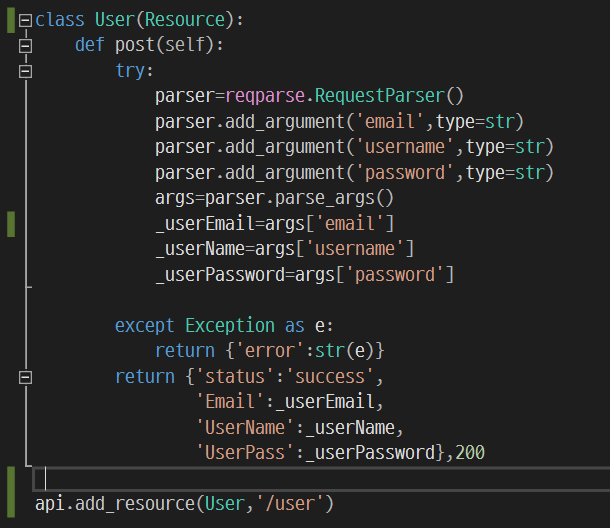 class User(Resource):
    def post(self):
        try:
            parser=reqparse.RequestParser()
            parser.add_argument('email',type=str)
            parser.add_argument('username',type=str)
            parser.add_argument('password',type=str)
            args=parser.parse_args()
            _userEmail=args['email']
            _userName=args['username']
            _userPassword=args['password']

        except Exception as e:
            return {'error':str(e)}
        return {'status':'success',
                'Email':_userEmail,
                'UserName':_userName,
                'UserPass':_userPassword},200

api.add_resource(User,'/user')